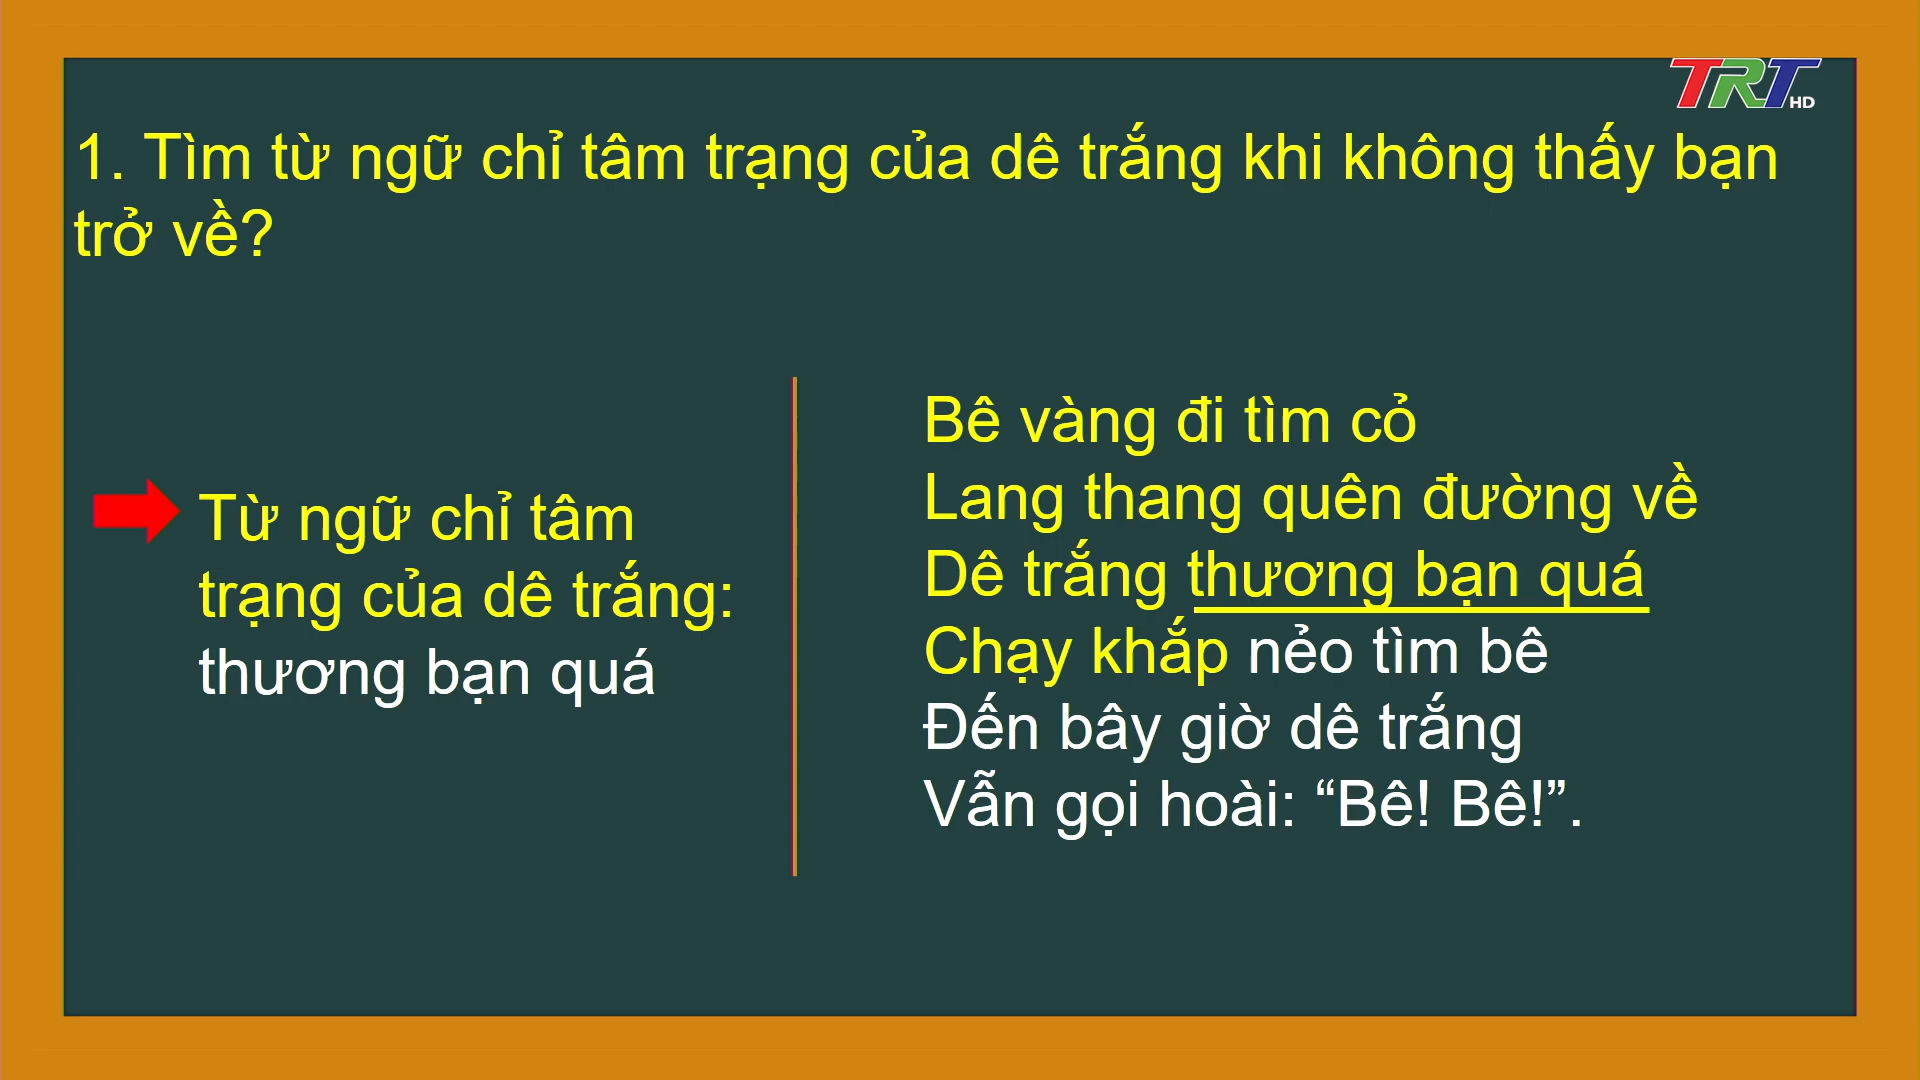 TRT HD
1. Tìm từ ngữ chỉ tâm trạng của dê trắng khi không thấy bạn
trở về?
Từ ngữ chỉ tâm
trạng của dê trắng:
thương bạn quá
Bê vàng đi tìm cỏ
Lang thang quên đường về
Dê trắng thương bạn quá
Chạy khắp nẻo tìm bê
Đến bây giờ dê trắng
Vẫn gọi hoài: “Bê! Bê!”.